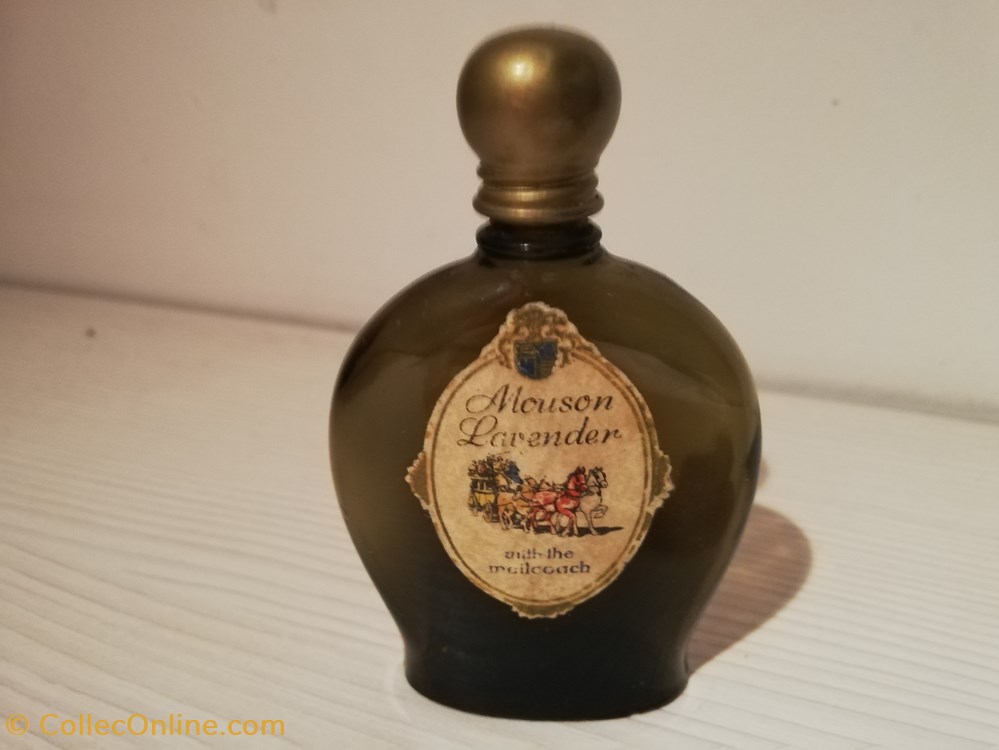 Mouson
Lavender
with the
mailcoach
© CollecOnline.com